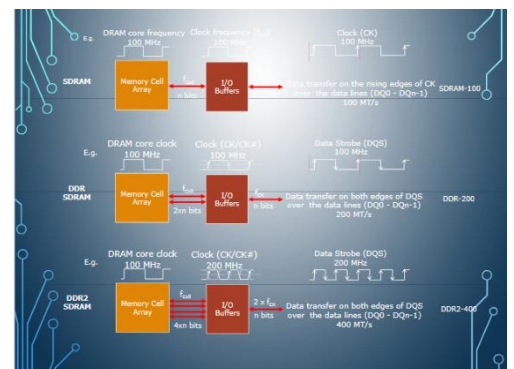 E.g.
DRAM core frequency
100 MHz
Clock frequency
100 MHz
Clock (CK)
100 MHz
SDRAM
Memory Cell
Array
fCell
n bits
I/O
Buffers
Data transfer on the rising edges of CK
over the data lines (DQ0 - DQn-1)
100 MT/s
SDRAM-100
E.g.
DRAM core clock
100 MHz
Clock (CK/CK#)
100 MHz
Data Strobe (DQS)
100 MHz
DDR
SDRAM
Memory Cell
Array
fCell
2xn bits
I/O
Buffers
fCK
n bits
Data transfer on both edges of DQS
over the data lines (DQ0 - DQn-1)
200 MT/s
DDR-200
E.g.
DRAM core clock
100 MHz
Clock (CK/CK#)
200 MHz
Data Strobe (DQS)
200 MHz
DDR2
SDRAM
Memory Cell
Array
fCell
4xn bits
I/O
Buffers
2 x fCK
n bits
Data transfer on both edges of DQS
over the data lines (DQ0 - DQn-1)
400 MT/s
DDR2-400